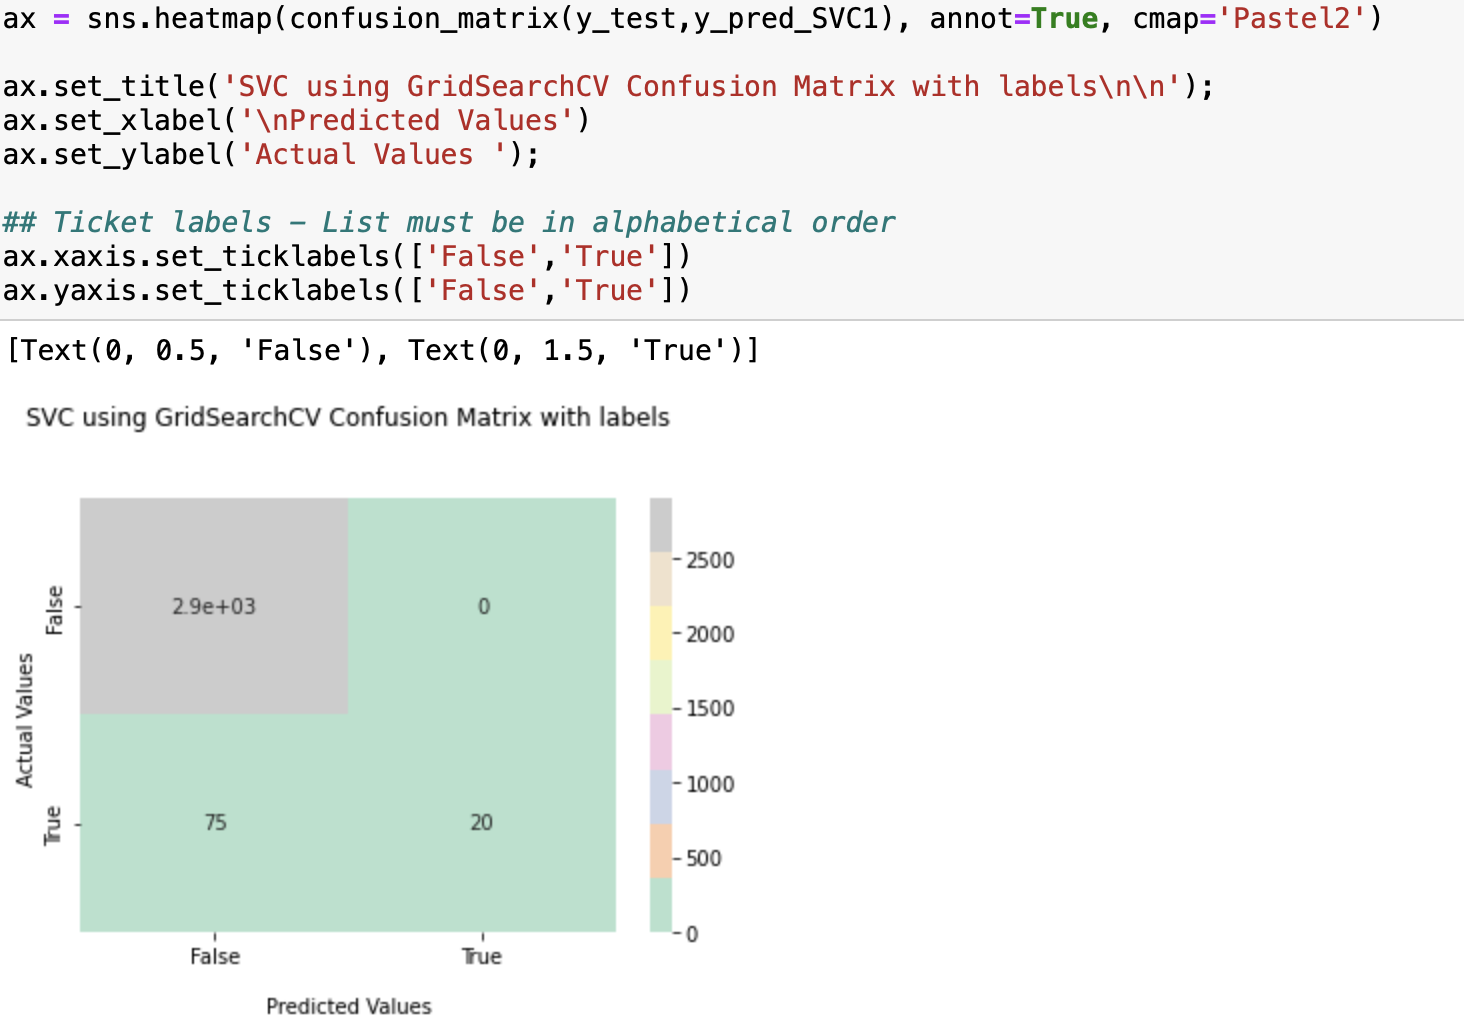 ax = sns.heatmap(confusion_matrix(y_test,y_pred_SVC1), annot=True, cmap='Pastel2')
ax.set_title('SVC using GridSearchCV Confusion Matrix with labels\n\n');
ax.set_xlabel('\nPredicted Values')
ax.set_ylabel('Actual Values ');
## Ticket labels - List must be in alphabetical order
ax.xaxis.set_ticklabels(['False','True'])
ax.yaxis.set_ticklabels(['False','True'])
[Text(0, 0.5, 'False'), Text(0, 1.5, 'True')]
SVC using GridSearchCV Confusion Matrix with labels
Actual Values
False
True
2.9e+03
0
75
20
False
True
Predicted Values
2500
2000
1500
1000
500
0